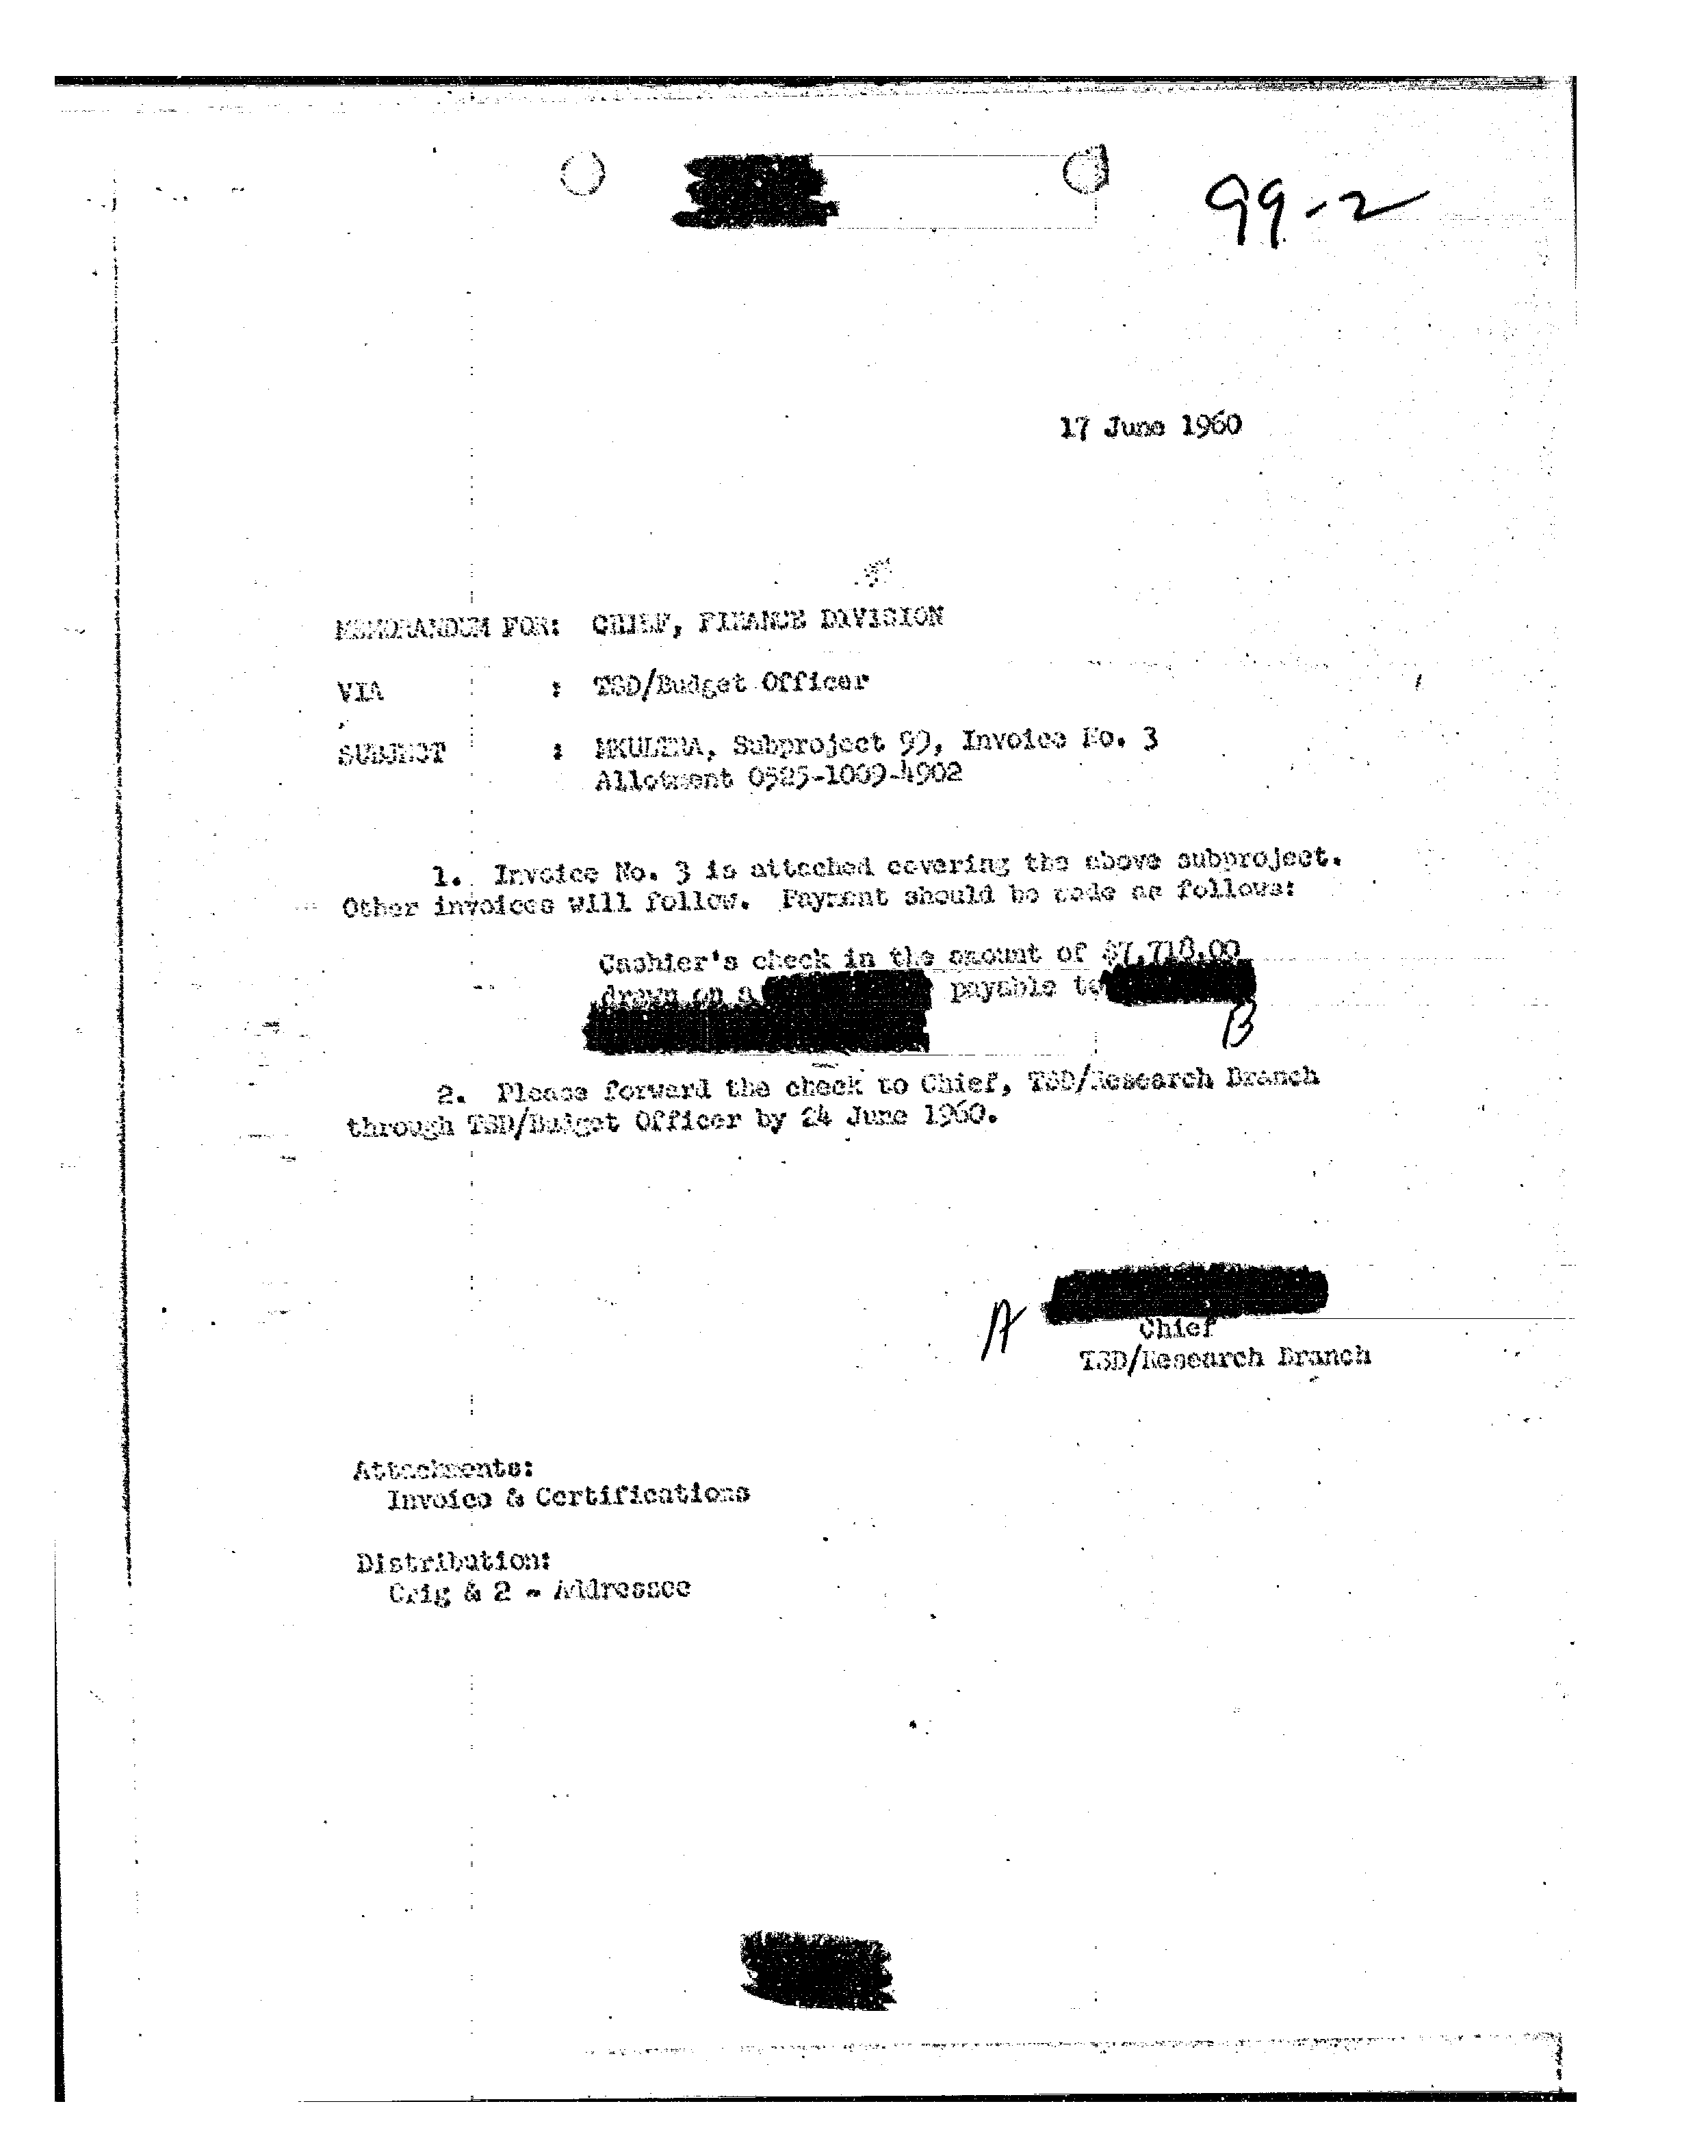 99-2
17 June 1960
MEMORANDUM FOR: CHIEF, FINANCE DIVISION
VIA : TSD/Budget Officer
SUBJECT : MKULTRA, Subproject 99, Invoice No. 3
Allotment 0525-1009-4902
1. Invoice No. 3 is attached covering the above subproject.
Other invoices will follow. Payment should be made as follows:
Cashier's check in the amount of $7,718.00
drawn on a payable to
B
2. Please forward the check to Chief, TSD/Research Branch
through TSD/Budget Officer by 24 June 1960.
A
Chief
TSD/Research Branch
Attachments:
Invoice & Certifications
Distribution:
Orig & 2 - Addressee